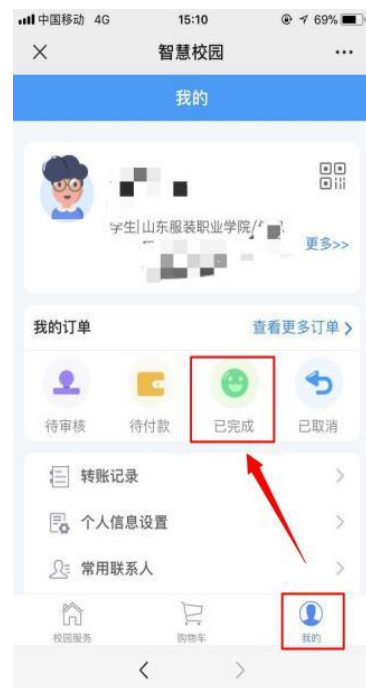 中国移动 4G 15:10 69%
智慧校园
我的
学生|山东服装职业学院/
更多>>
我的订单 查看更多订单 >
待审核 待付款 已完成 已取消
转账记录
个人信息设置
常用联系人
校园服务 购物车 我的